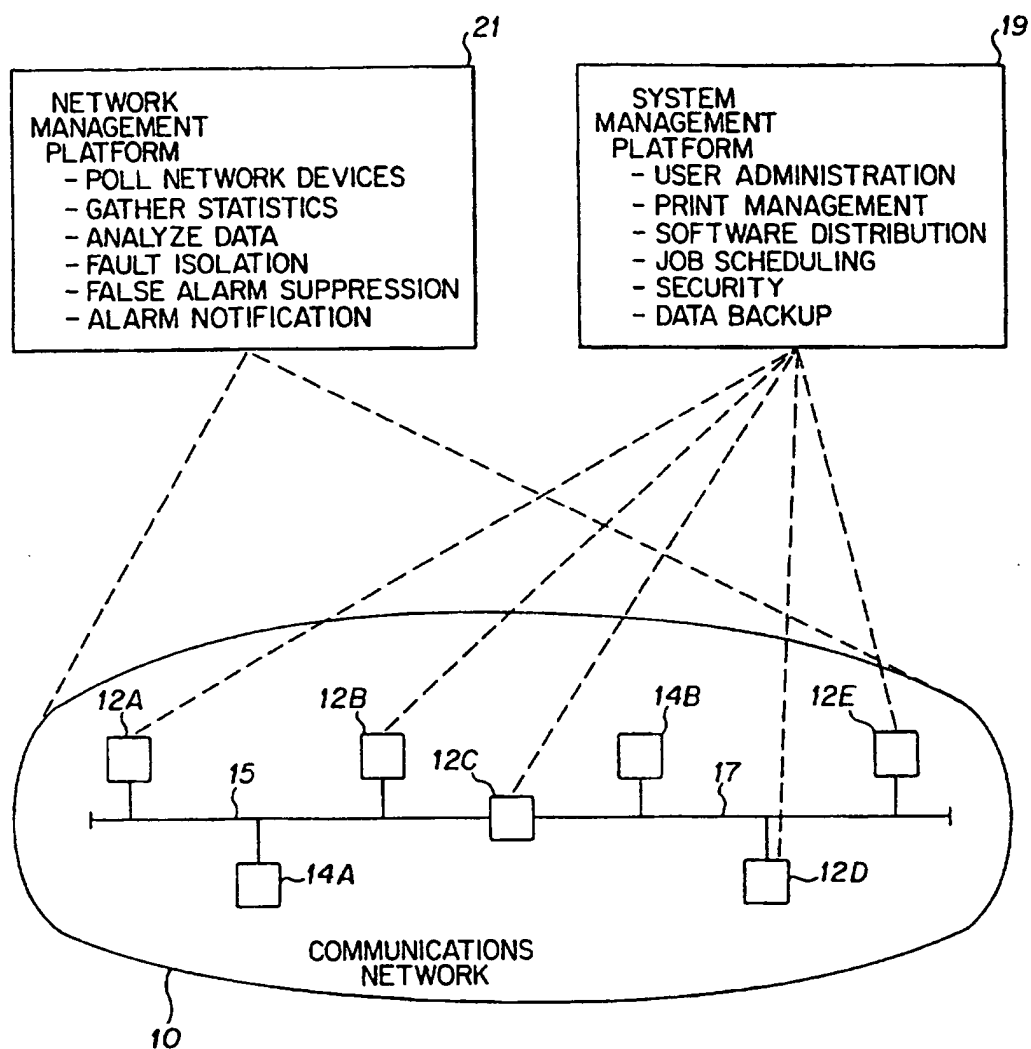 21
NETWORK
MANAGEMENT
PLATFORM
- POLL NETWORK DEVICES
- GATHER STATISTICS
- ANALYZE DATA
- FAULT ISOLATION
- FALSE ALARM SUPPRESSION
- ALARM NOTIFICATION
19
SYSTEM
MANAGEMENT
PLATFORM
- USER ADMINISTRATION
- PRINT MANAGEMENT
- SOFTWARE DISTRIBUTION
- JOB SCHEDULING
- SECURITY
- DATA BACKUP
12A
12B
14B
12E
12C
15
17
14A
12D
COMMUNICATIONS
NETWORK
10